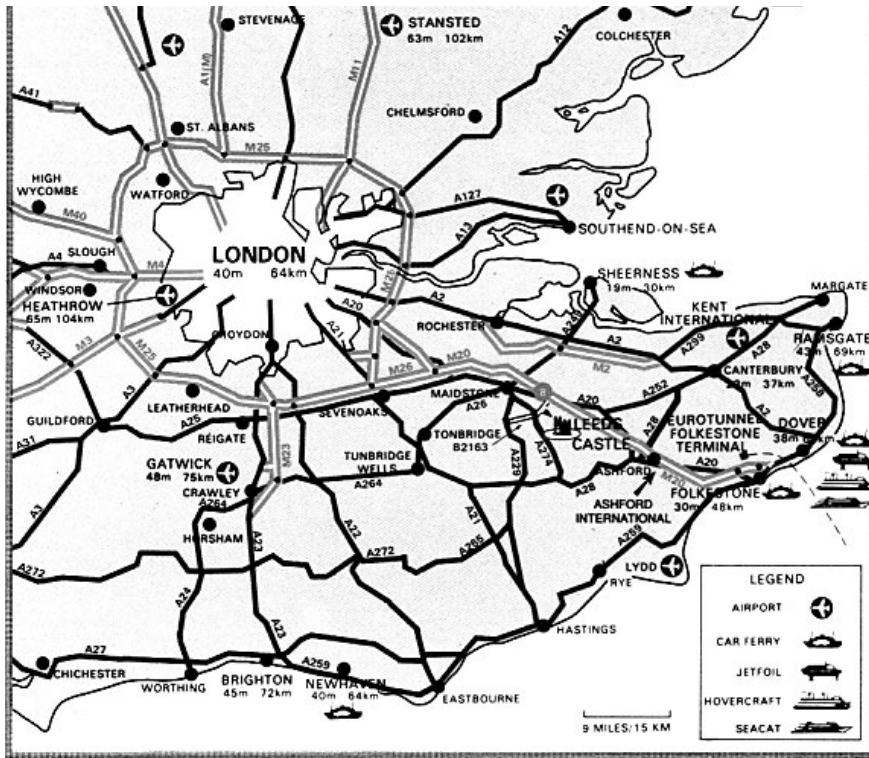 STEVENAGE
STANSTED
63m 102km
A12
COLCHESTER
A1(M)
M11
A41
CHELMSFORD
ST. ALBANS
M25
HIGH
WYCOMBE
WATFORD
A127
M40
SOUTHEND-ON-SEA
A13
LONDON
40m 64km
SLOUGH
A4
M4
M25
SHEERNESS
19m 30km
WINDSOR
HEATHROW
65m 104km
A20
A2
MARGATE
KENT
INTERNATIONAL
ROCHESTER
A249
A21
CROYDON
A322
M3
M25
A2
A299
A28
RAMSGATE
43m 69km
M20
M26
M2
CANTERBURY
37km
A3
LEATHERHEAD
SEVENOAKS
MAIDSTONE
A252
A256
A26
A20
GUILDFORD
A25
REIGATE
A2
DOVER
38m
A31
TONBRIDGE
B2163
LEEDS
CASTLE
A28
EUROTUNNEL
FOLKESTONE
TERMINAL
M23
GATWICK
48m 75km
TUNBRIDGE
WELLS
A274
A229
ASHFORD
A20
M20
CRAWLEY
A264
A264
A28
FOLKESTONE
30m 48km
ASHFORD
INTERNATIONAL
A3
HORSHAM
A23
A22
A21
A265
A259
A272
A272
RYE
LYDD
A24
A23
HASTINGS
A27
A259
CHICHESTER
WORTHING
BRIGHTON
45m 72km
NEWHAVEN
40m 64km
EASTBOURNE
9 MILES/15 KM
LEGEND
AIRPORT
CAR FERRY
JETFOIL
HOVERCRAFT
SEACAT